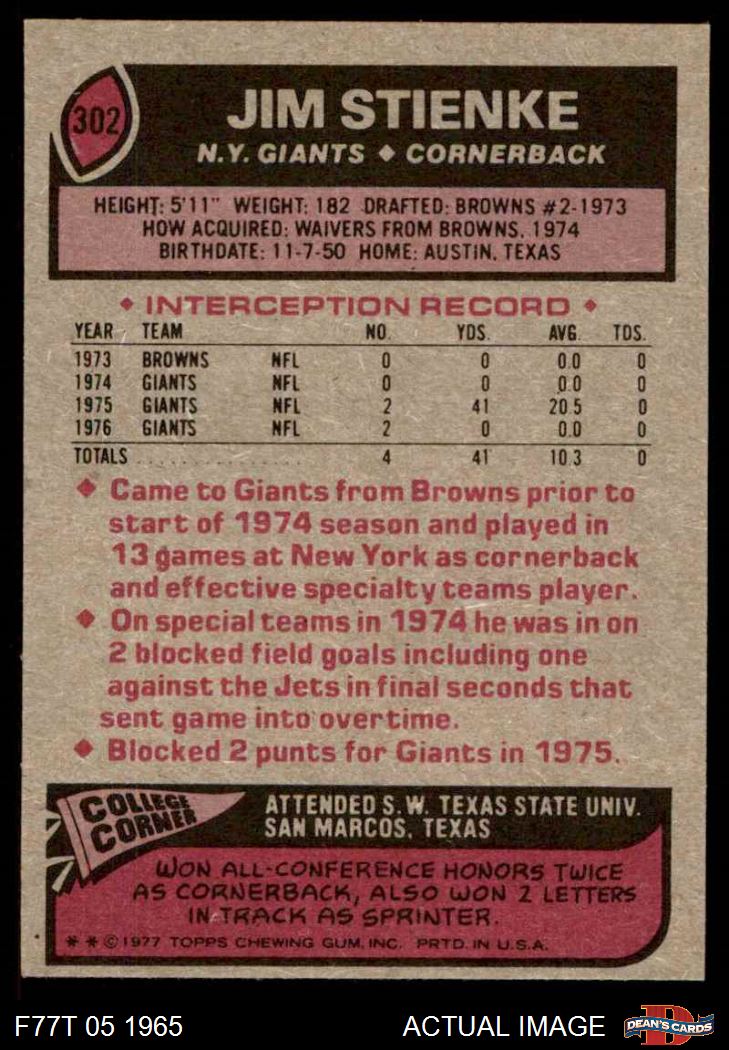 302
JIM STIENKE
N.Y. GIANTS ♦ CORNERBACK
HEIGHT: 5'11" WEIGHT: 182 DRAFTED: BROWNS #2-1973
HOW ACQUIRED: WAIVERS FROM BROWNS, 1974
BIRTHDATE: 11-7-50 HOME: AUSTIN, TEXAS
♦ INTERCEPTION RECORD ♦
YEAR TEAM NO. YDS. AVG. TDS.
1973 BROWNS NFL 0 0 0.0 0
1974 GIANTS NFL 0 0 0.0 0
1975 GIANTS NFL 2 41 20.5 0
1976 GIANTS NFL 2 0 0.0 0
TOTALS . . . . . . . . . . . . . . . . 4 41 10.3 0
♦ Came to Giants from Browns prior to
start of 1974 season and played in
13 games at New York as cornerback
and effective specialty teams player.
♦ On special teams in 1974 he was in on
2 blocked field goals including one
against the Jets in final seconds that
sent game into overtime.
♦ Blocked 2 punts for Giants in 1975.
COLLEGE
CORNER
ATTENDED S.W. TEXAS STATE UNIV.
SAN MARCOS, TEXAS
WON ALL-CONFERENCE HONORS TWICE
AS CORNERBACK, ALSO WON 2 LETTERS
IN TRACK AS SPRINTER.
* * © 1977 TOPPS CHEWING GUM, INC. PRTD. IN U.S.A.
F77T 05 1965
ACTUAL IMAGE
D
DEAN'S CARDS